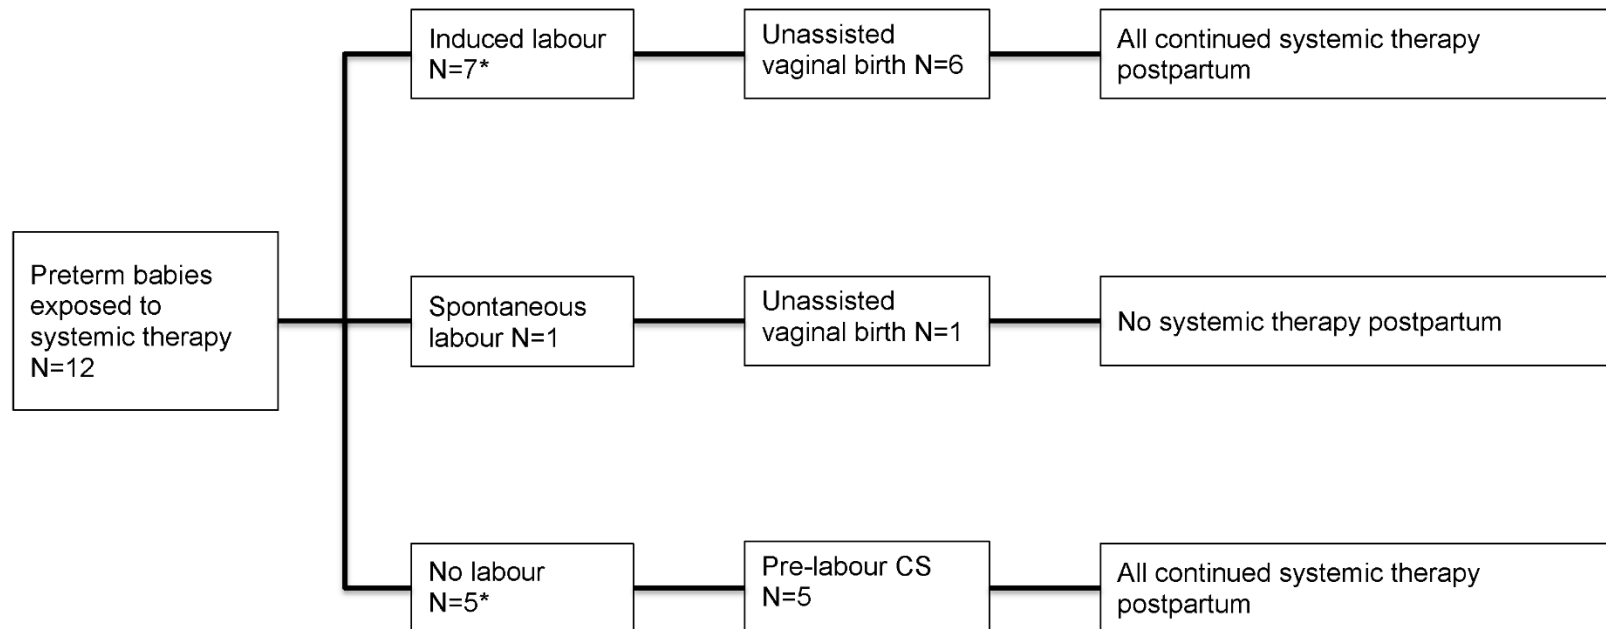 Induced labour
N=7*
Unassisted
vaginal birth N=6
All continued systemic therapy
postpartum
Preterm babies
exposed to
systemic therapy
N=12
Spontaneous
labour N=1
Unassisted
vaginal birth N=1
No systemic therapy postpartum
No labour
N=5*
Pre-labour CS
N=5
All continued systemic therapy
postpartum